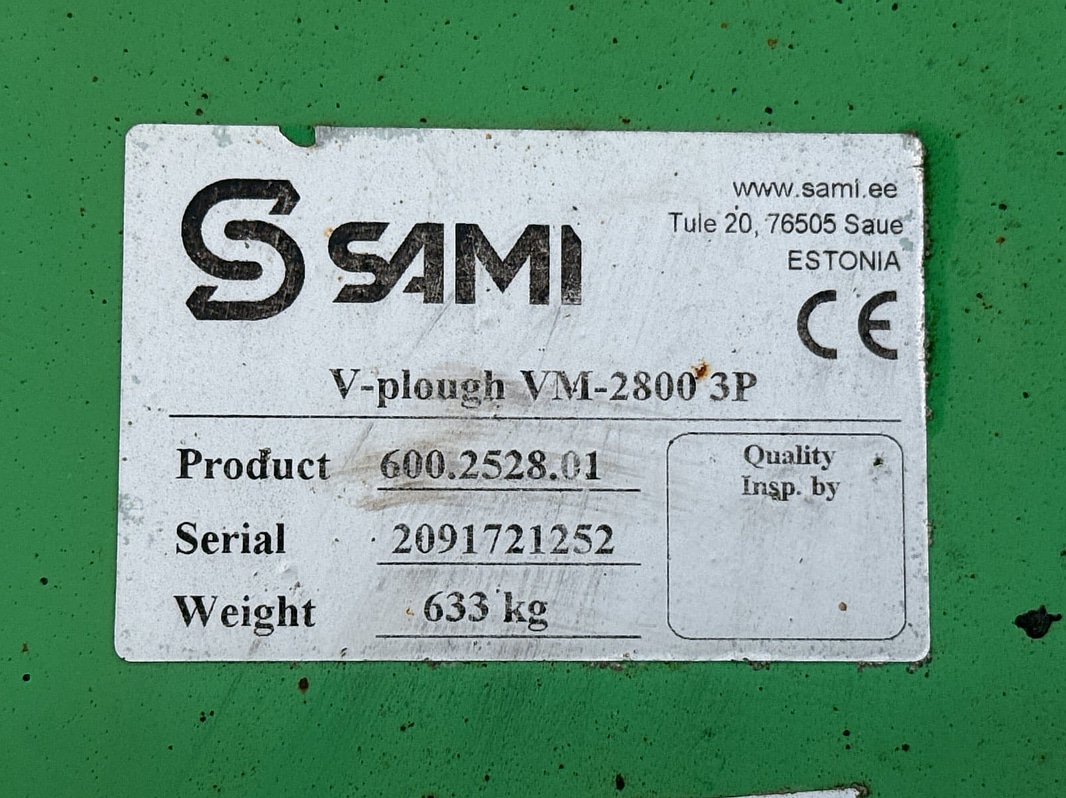 SAMI
www.sami.ee
Tule 20, 76505 Saue
ESTONIA
CE
V-plough VM-2800 3P
Product 600.2528.01
Serial 2091721252
Weight 633 kg
Quality
Insp. by